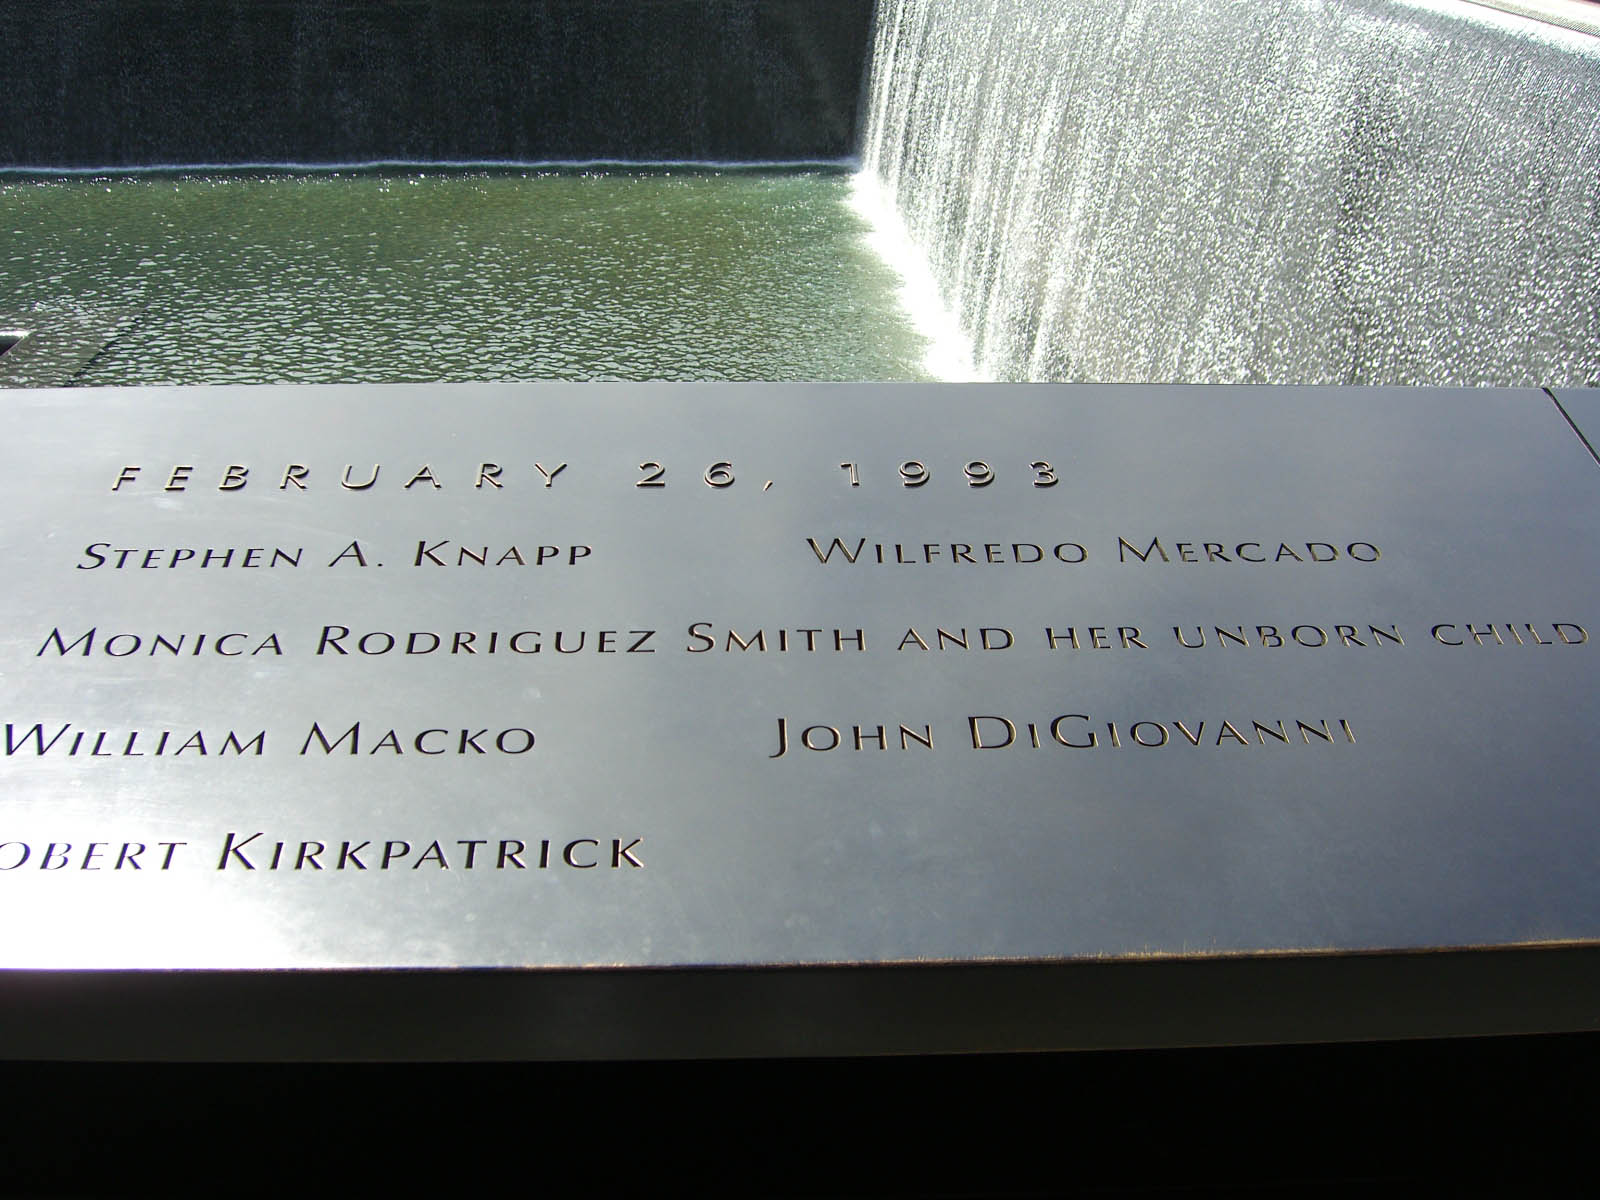 FEBRUARY 26, 1993
STEPHEN A. KNAPP WILFREDO MERCADO
MONICA RODRIGUEZ SMITH AND HER UNBORN CHILD
WILLIAM MACKO JOHN DIGIOVANNI
OBERT KIRKPATRICK